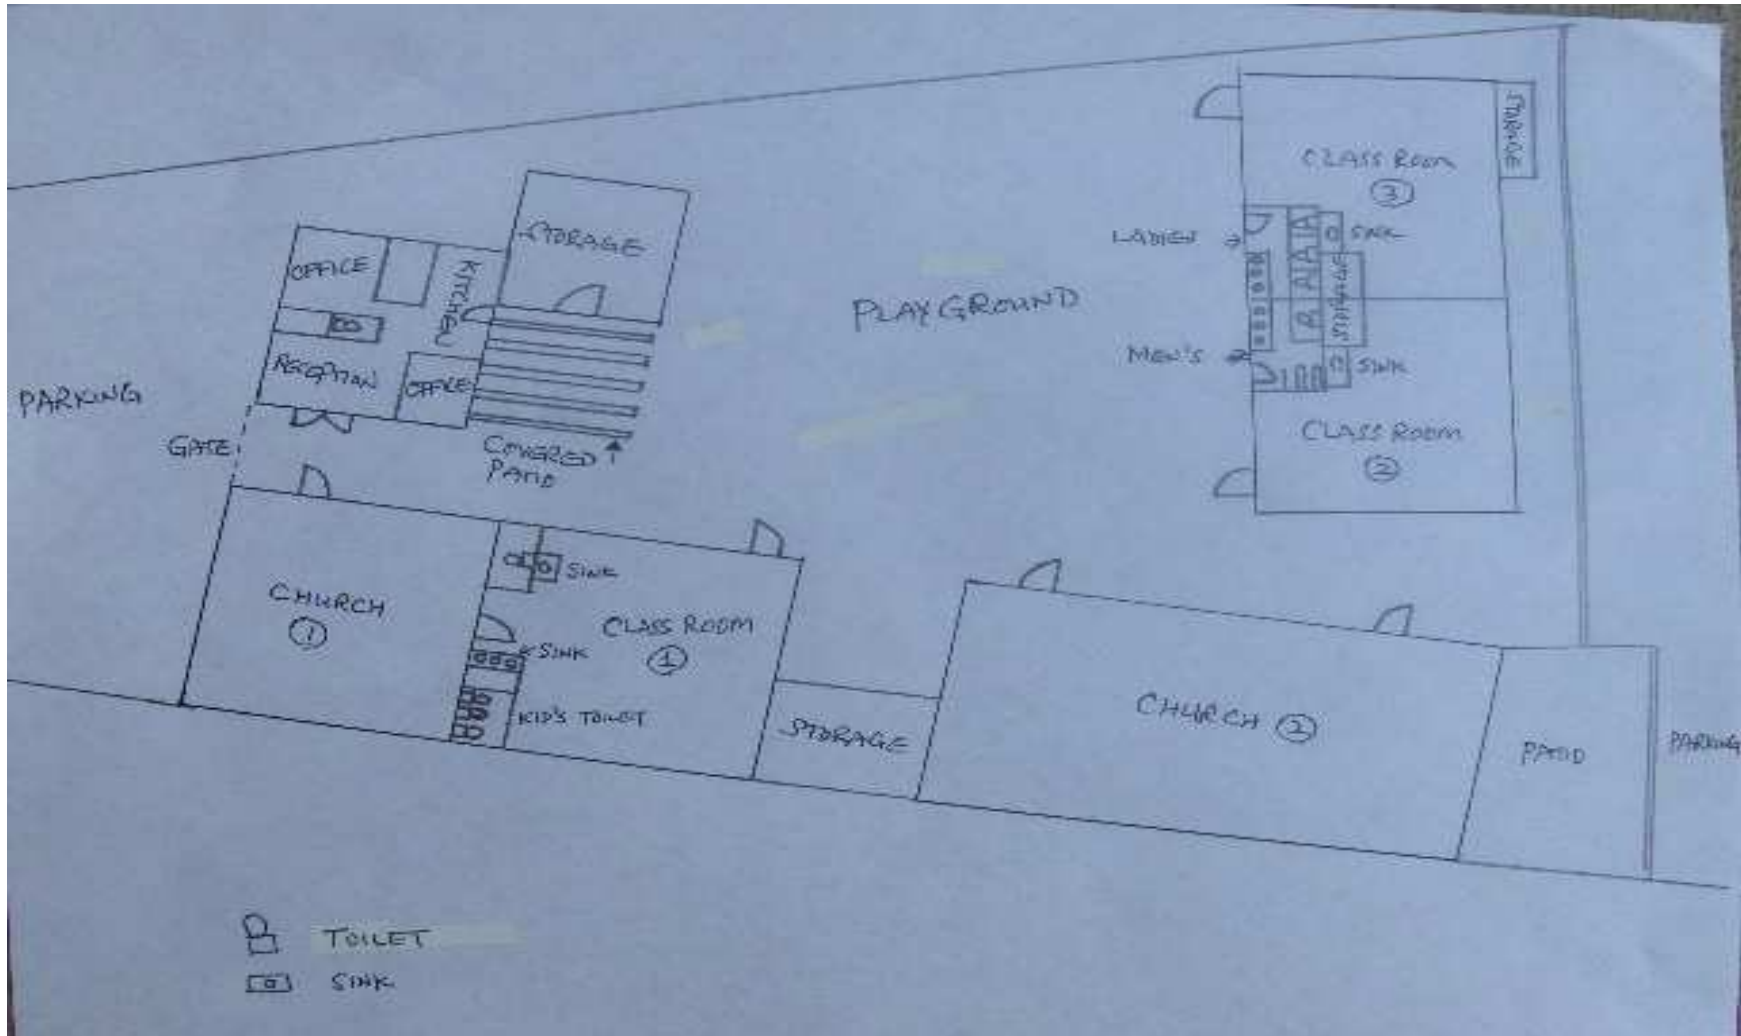 STORAGE
CLASS ROOM
3
STORAGE
OFFICE
KITCHEN
LADIES
SINK
STORAGE
PLAYGROUND
MEN'S
SINK
RECEPTION
OFFICE
PARKING
GATE
COVERED
PATIO
CLASS ROOM
2
SINK
CHURCH
1
CLASS ROOM
1
SINK
KID'S TOILET
STORAGE
CHURCH 2
PATIO
PARKING
TOILET
SINK